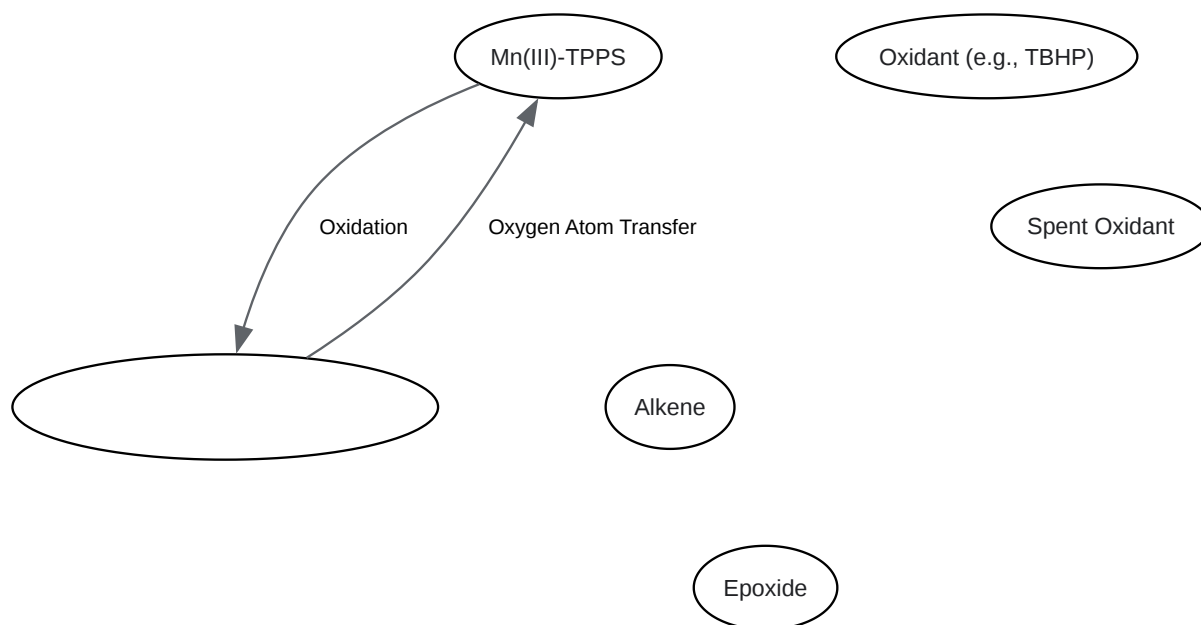 Mn(III)-TPPS
Oxidant (e.g., TBHP)
Spent Oxidant
Oxidation
Oxygen Atom Transfer
Alkene
Epoxide